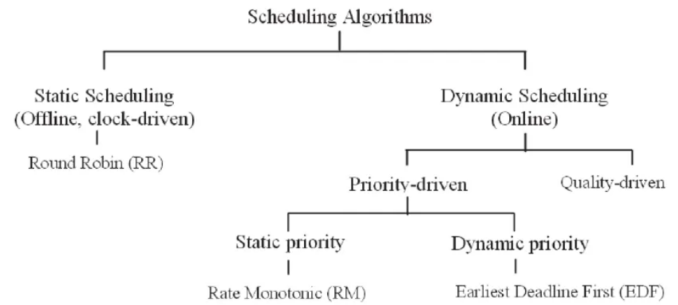 Scheduling Algorithms
Static Scheduling
(Offline, clock-driven)
Round Robin (RR)
Dynamic Scheduling
(Online)
Priority-driven
Quality-driven
Static priority
Dynamic priority
Rate Monotonic (RM)
Earliest Deadline First (EDF)